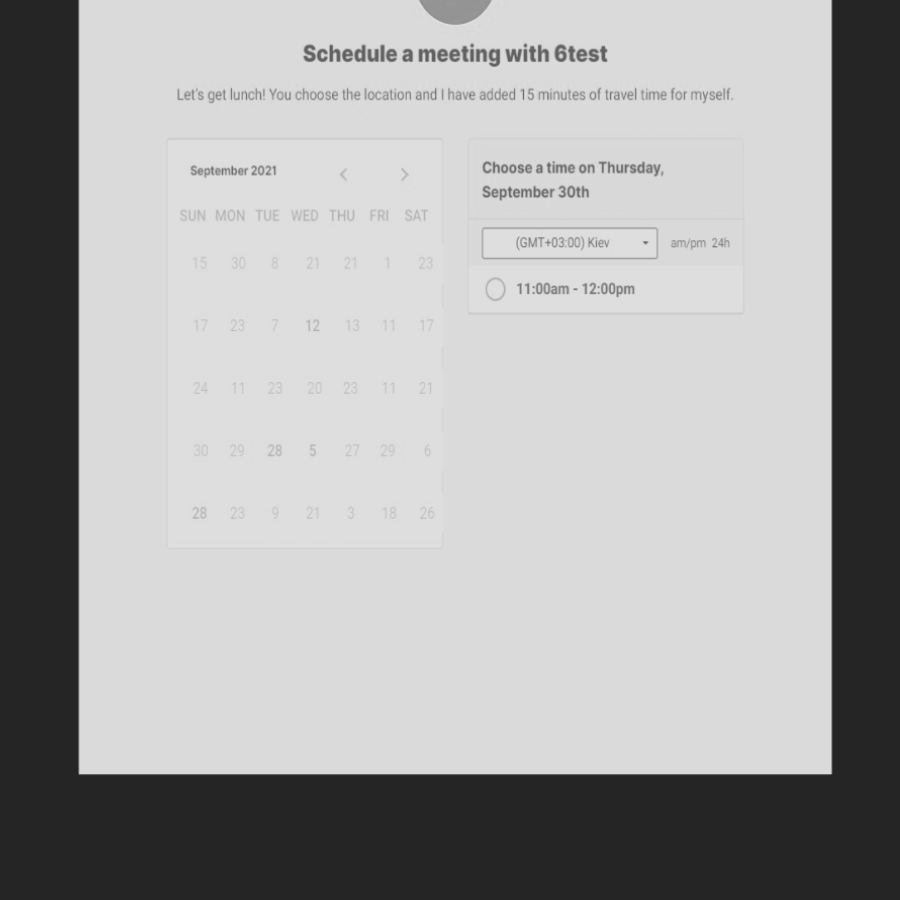 Schedule a meeting with 6test
Let's get lunch! You choose the location and I have added 15 minutes of travel time for myself.
September 2021
SUN MON TUE WED THU FRI SAT
15 30 8 21 21 1 23
17 23 7 12 13 11 17
24 11 23 20 23 11 21
30 29 28 5 27 29 6
28 23 9 21 3 18 26
Choose a time on Thursday,
September 30th
(GMT+03:00) Kiev am/pm 24h
11:00am - 12:00pm